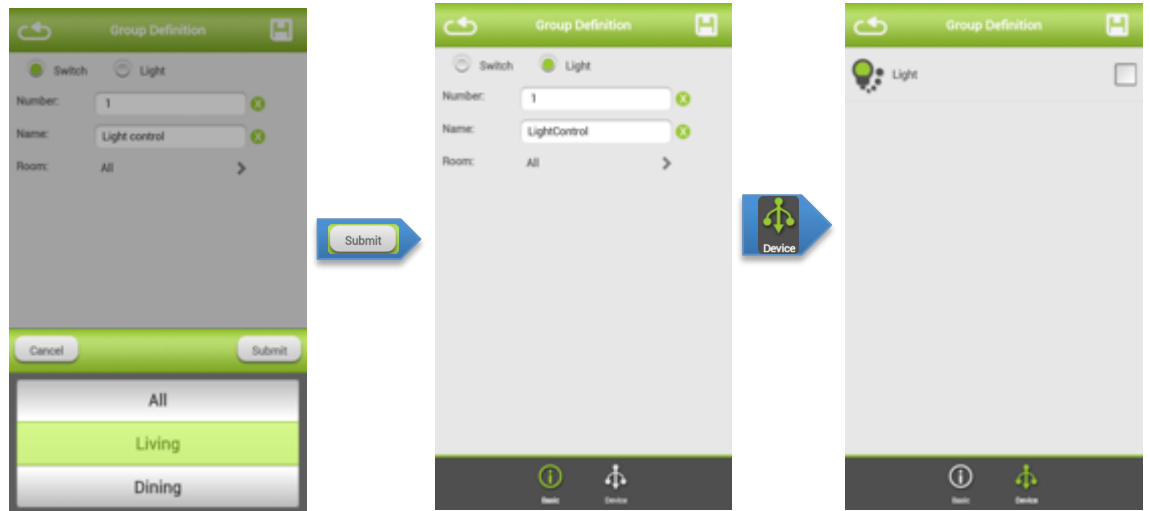 Group Definition
Switch Light
Number: 1
Name: Light control
Room: All
Cancel Submit
All
Living
Dining
Submit
Group Definition
Switch Light
Number: 1
Name: LightControl
Room: All
Basic Device
Device
Group Definition
Light
Basic Device